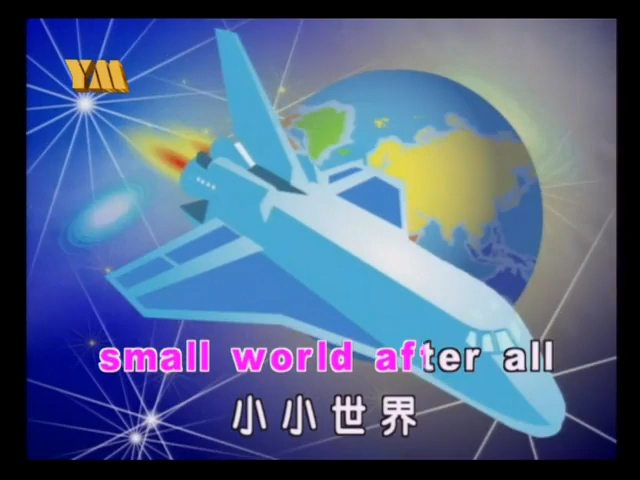 YM
small world after all
小小世界